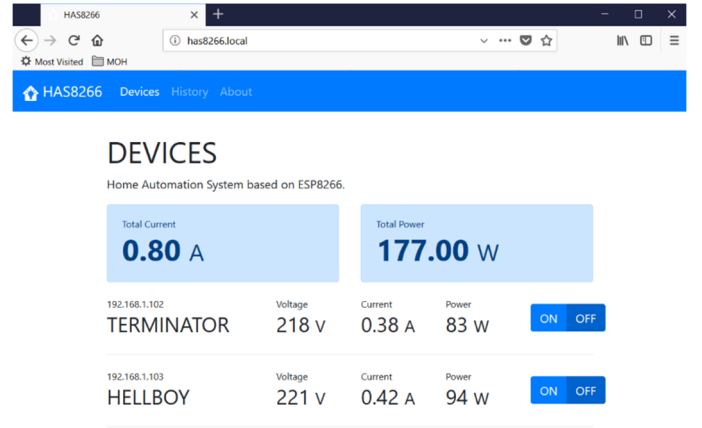 HAS8266
has8266.local
Most Visited MOH
HAS8266 Devices History About
DEVICES
Home Automation System based on ESP8266.
Total Current Total Power
0.80 A 177.00 W
192.168.1.102 Voltage Current Power
TERMINATOR 218 V 0.38 A 83 W ON OFF
192.168.1.103 Voltage Current Power
HELLBOY 221 V 0.42 A 94 W ON OFF